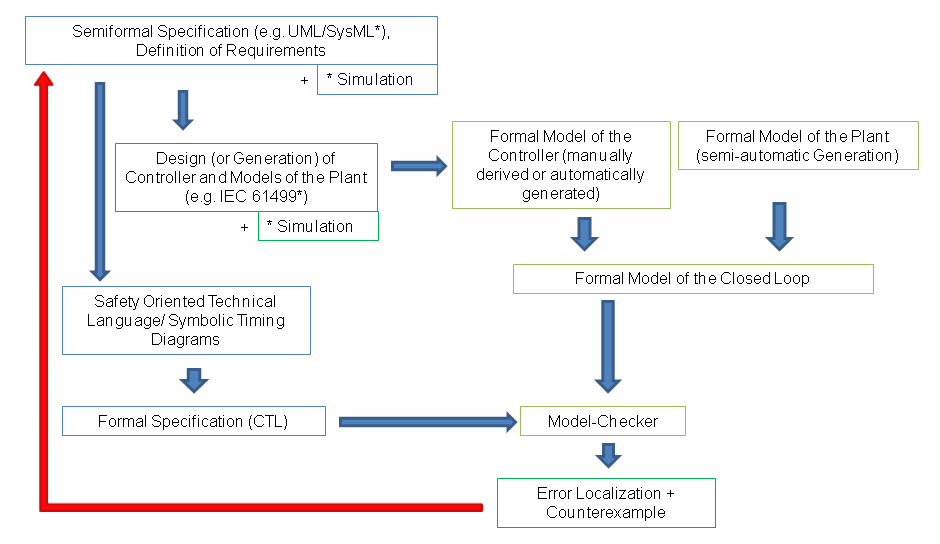 Semiformal Specification (e.g. UML/SysML*),
Definition of Requirements
+ * Simulation
Design (or Generation) of
Controller and Models of the Plant
(e.g. IEC 61499*)
+ * Simulation
Formal Model of the
Controller (manually
derived or automatically
generated)
Formal Model of the Plant
(semi-automatic Generation)
Formal Model of the Closed Loop
Safety Oriented Technical
Language/ Symbolic Timing
Diagrams
Formal Specification (CTL)
Model-Checker
Error Localization +
Counterexample